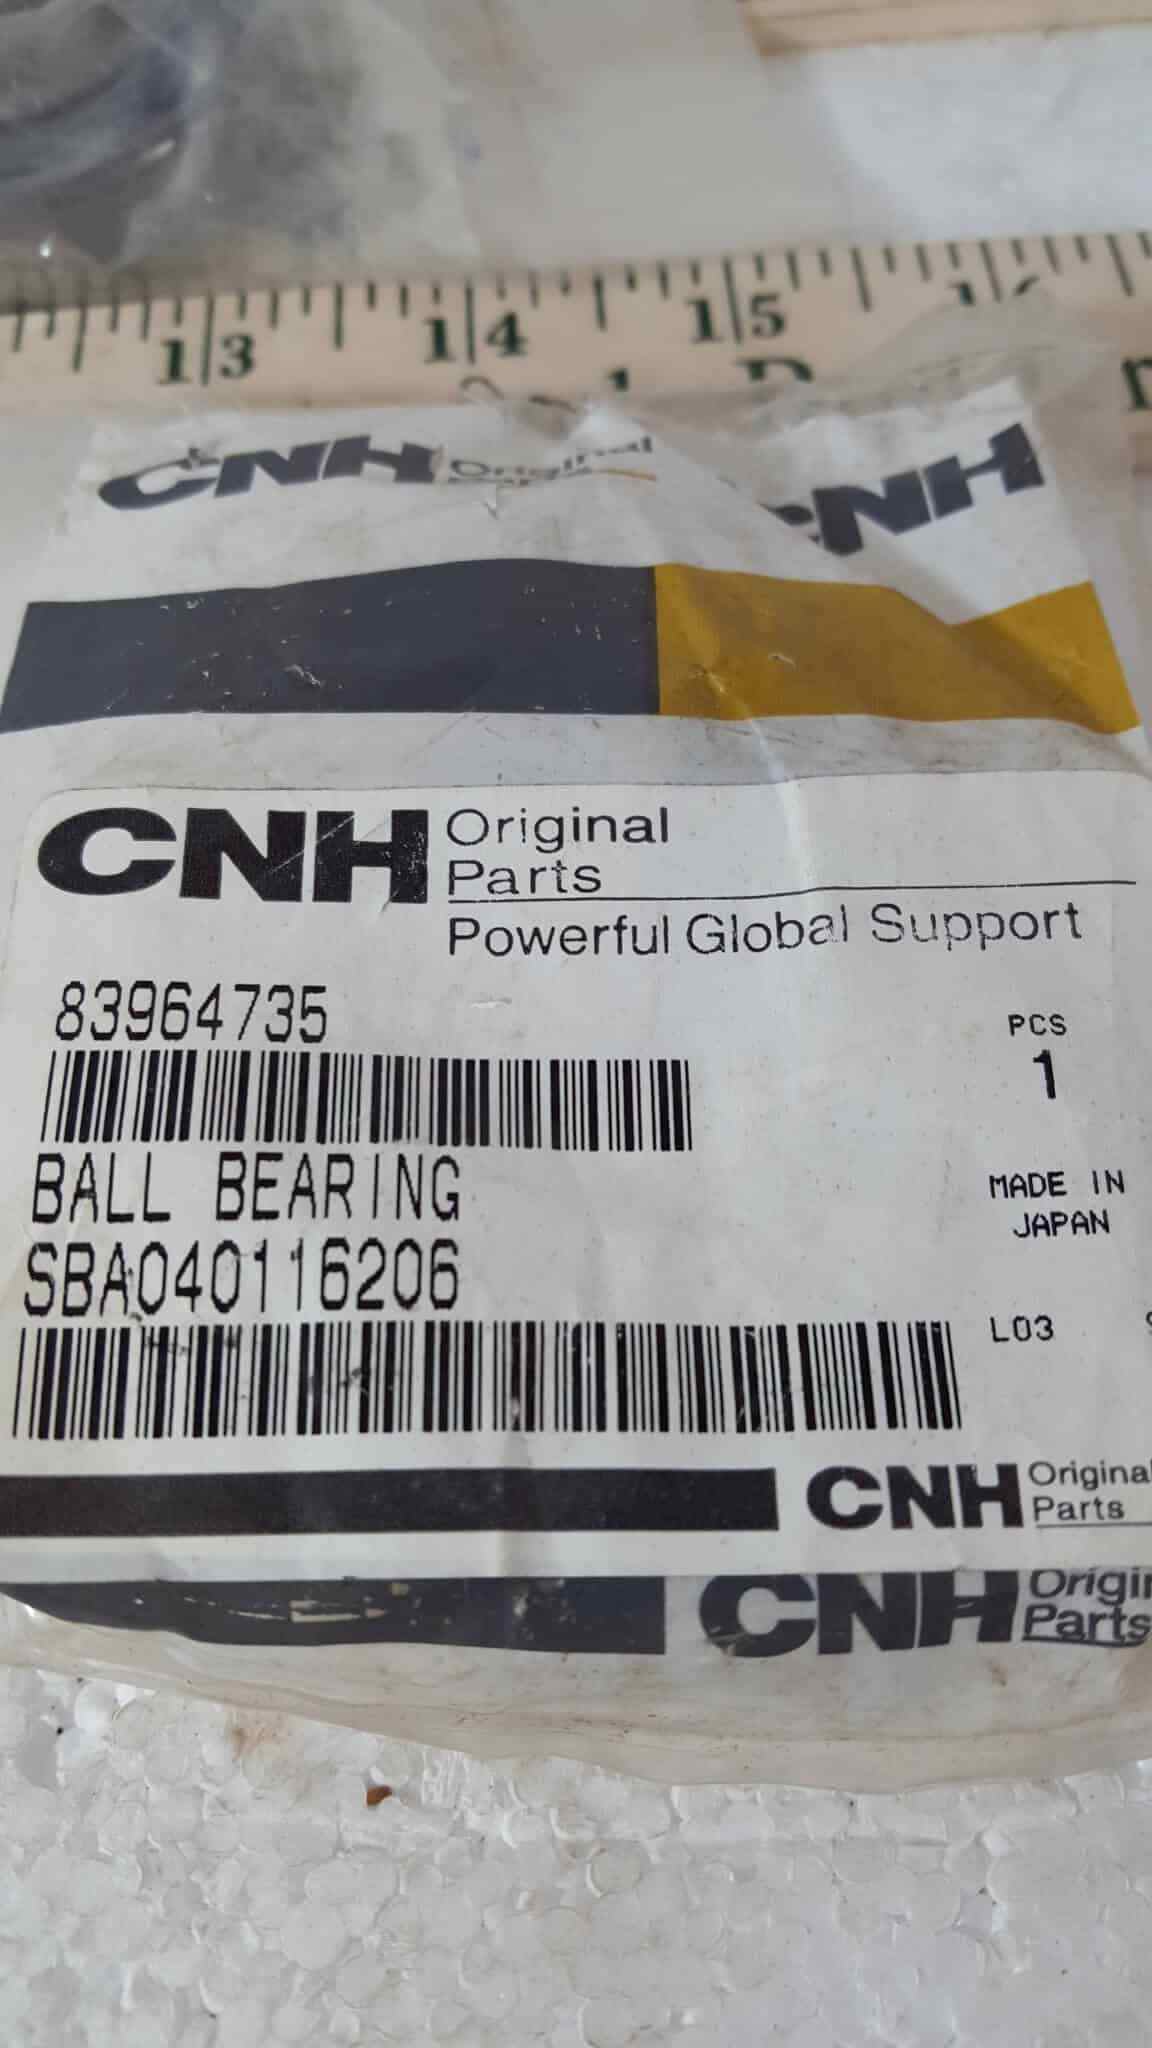 13 14 15
CNH Original
CNH
CNH Original
Parts
Powerful Global Support
83964735
PCS
1
BALL BEARING
MADE IN
JAPAN
SBA040116206
L03
CNH Original
Parts
CNH
Parts